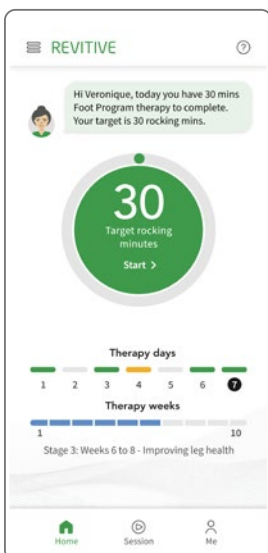 REVITIVE
Hi Veronique, today you have 30 mins
Foot Program therapy to complete.
Your target is 30 rocking mins.
30
Target rocking
minutes
Start >
Therapy days
1 2 3 4 5 6 7
Therapy weeks
1 10
Stage 3: Weeks 6 to 8 - Improving leg health
Home Session Me